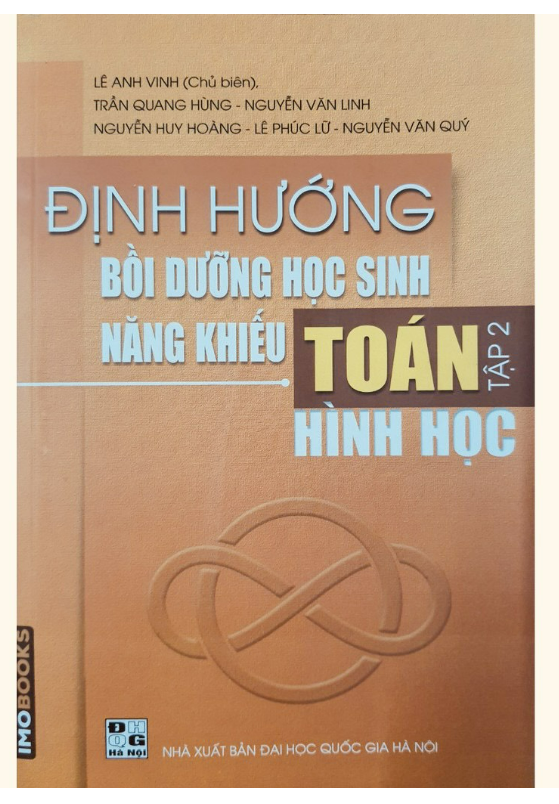 LÊ ANH VINH (Chủ biên),
TRẦN QUANG HÙNG - NGUYỄN VĂN LINH
NGUYỄN HUY HOÀNG - LÊ PHÚC LỮ - NGUYỄN VĂN QUÝ
ĐỊNH HƯỚNG
BỒI DƯỠNG HỌC SINH
NĂNG KHIẾU
TOÁN
TẬP 2
HÌNH HỌC
IMOBOOKS
ĐH
QG
Hà Nội
NHÀ XUẤT BẢN ĐẠI HỌC QUỐC GIA HÀ NỘI